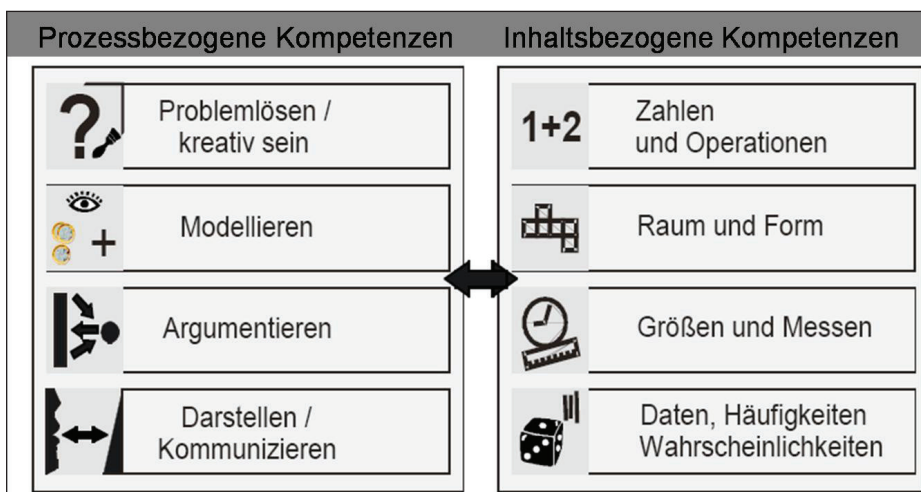 Prozessbezogene Kompetenzen
Problemlösen /
kreativ sein
Modellieren
Argumentieren
Darstellen /
Kommunizieren
Inhaltsbezogene Kompetenzen
1+2
Zahlen
und Operationen
Raum und Form
Größen und Messen
Daten, Häufigkeiten
Wahrscheinlichkeiten